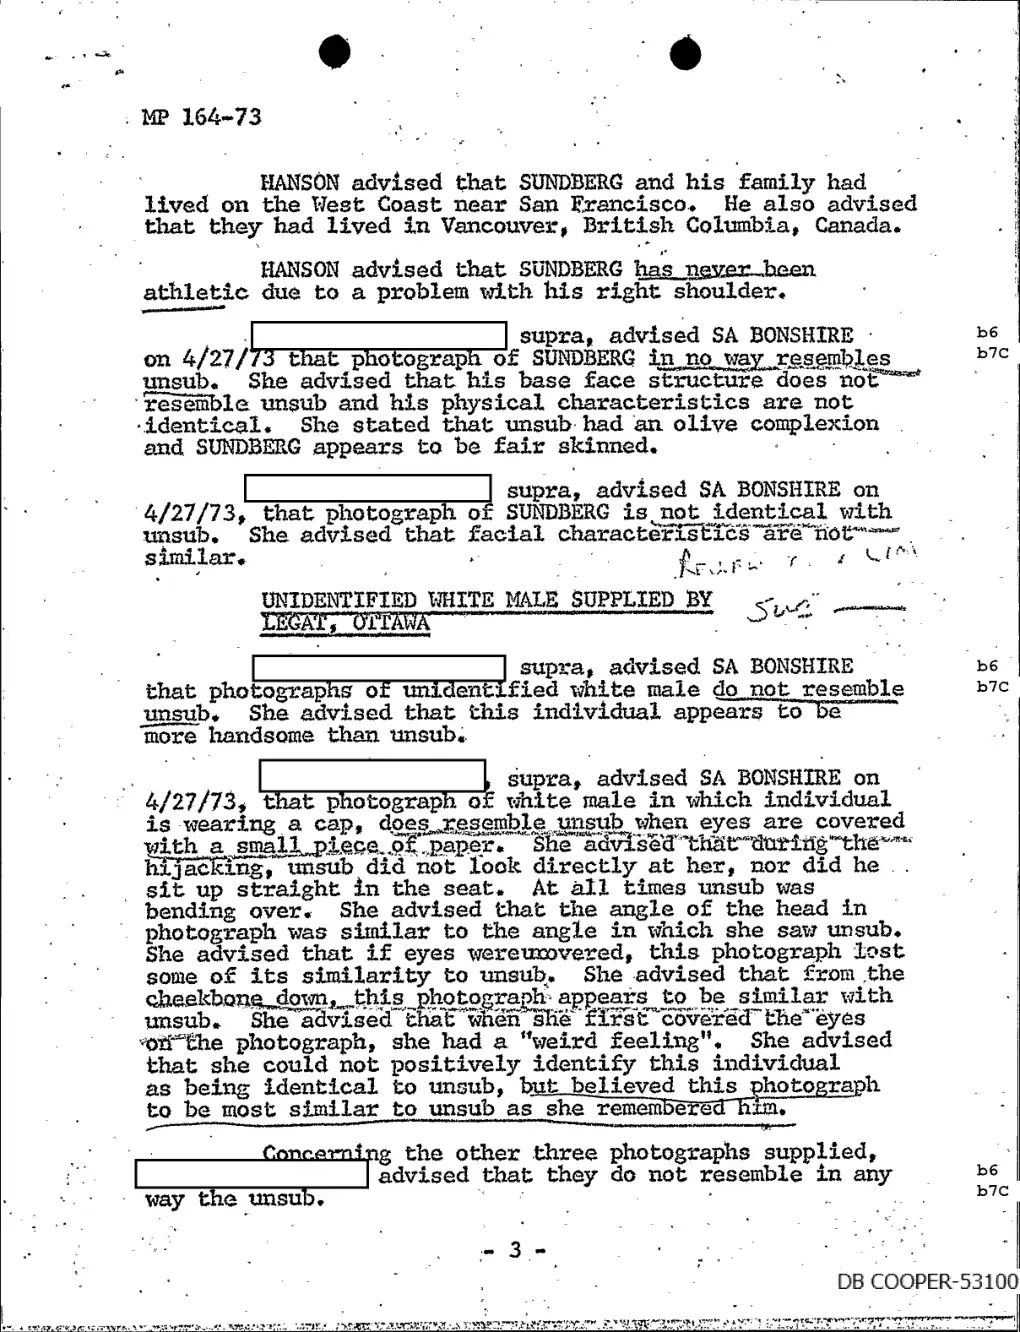 MP 164-73
HANSON advised that SUNDBERG and his family had
lived on the West Coast near San Francisco. He also advised
that they had lived in Vancouver, British Columbia, Canada.
HANSON advised that SUNDBERG has never been
athletic due to a problem with his right shoulder.
supra, advised SA BONSHIRE
b6
on 4/27/73 that photograph of SUNDBERG in no way resembles
b7C
unsub. She advised that his base face structure does not
resemble unsub and his physical characteristics are not
identical. She stated that unsub had an olive complexion
and SUNDBERG appears to be fair skinned.
supra, advised SA BONSHIRE on
4/27/73, that photograph of SUNDBERG is not identical with
unsub. She advised that facial characteristics are not
similar.
UNIDENTIFIED WHITE MALE SUPPLIED BY
LEGAT, OTTAWA
supra, advised SA BONSHIRE
b6
that photographs of unidentified white male do not resemble
b7C
unsub. She advised that this individual appears to be
more handsome than unsub.
, supra, advised SA BONSHIRE on
4/27/73, that photograph of white male in which individual
is wearing a cap, does resemble unsub when eyes are covered
with a small piece of paper. She advised that during the
hijacking, unsub did not look directly at her, nor did he
sit up straight in the seat. At all times unsub was
bending over. She advised that the angle of the head in
photograph was similar to the angle in which she saw unsub.
She advised that if eyes wereuncovered, this photograph lost
some of its similarity to unsub. She advised that from the
cheekbone down, this photograph appears to be similar with
unsub. She advised that when she first covered the eyes
on the photograph, she had a "weird feeling". She advised
that she could not positively identify this individual
as being identical to unsub, but believed this photograph
to be most similar to unsub as she remembered him.
Concerning the other three photographs supplied,
advised that they do not resemble in any
b6
way the unsub.
b7C
- 3 -
DB COOPER-53100